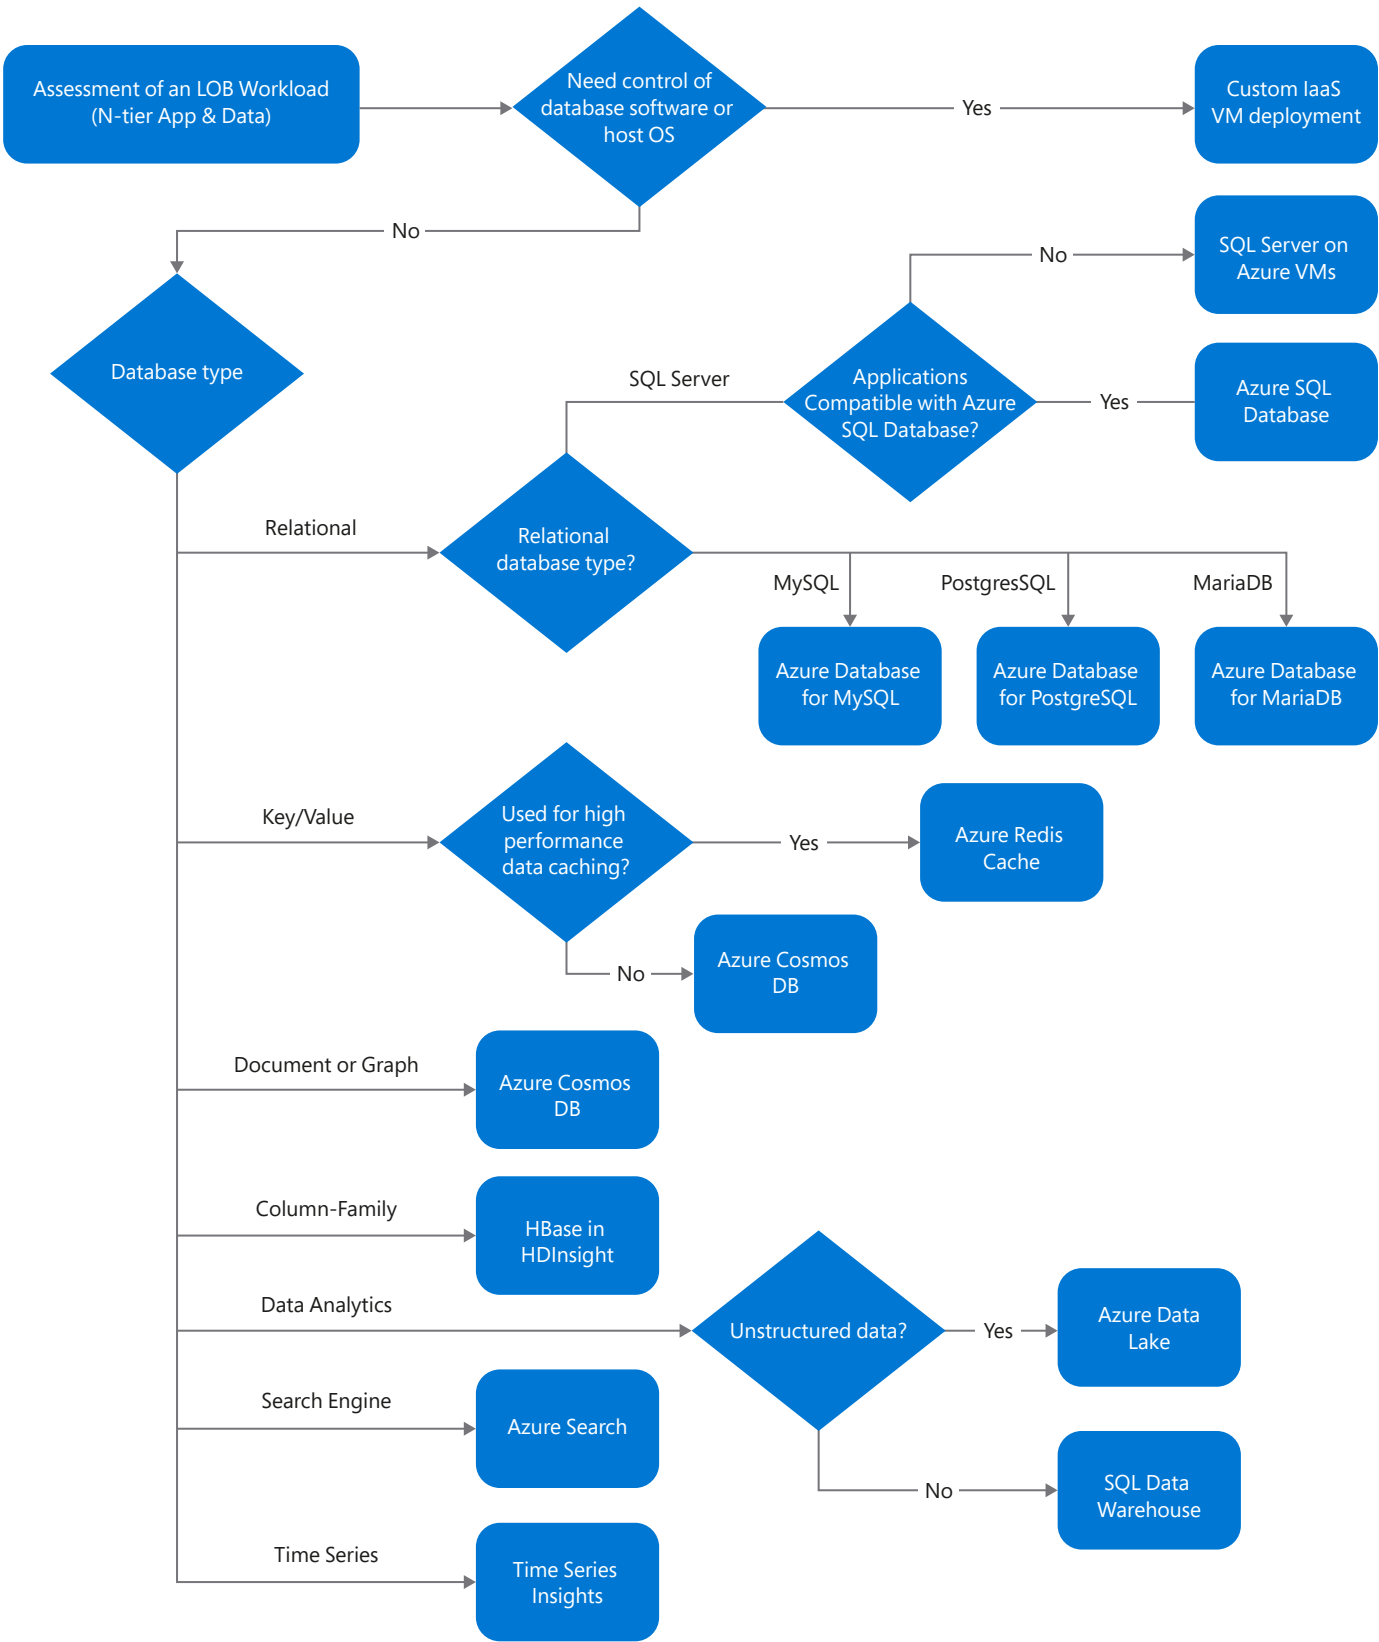 Assessment of an LOB Workload
(N-tier App & Data)
Need control of
database software or
host OS
Yes
Custom IaaS
VM deployment
No
SQL Server on
Azure VMs
No
Database type
SQL Server
Applications
Compatible with Azure
SQL Database?
Yes
Azure SQL
Database
Relational
Relational
database type?
MySQL
PostgresSQL
MariaDB
Azure Database
for MySQL
Azure Database
for PostgreSQL
Azure Database
for MariaDB
Key/Value
Used for high
performance
data caching?
Yes
Azure Redis
Cache
No
Azure Cosmos
DB
Document or Graph
Azure Cosmos
DB
Column-Family
HBase in
HDInsight
Data Analytics
Unstructured data?
Yes
Azure Data
Lake
Search Engine
Azure Search
No
SQL Data
Warehouse
Time Series
Time Series
Insights